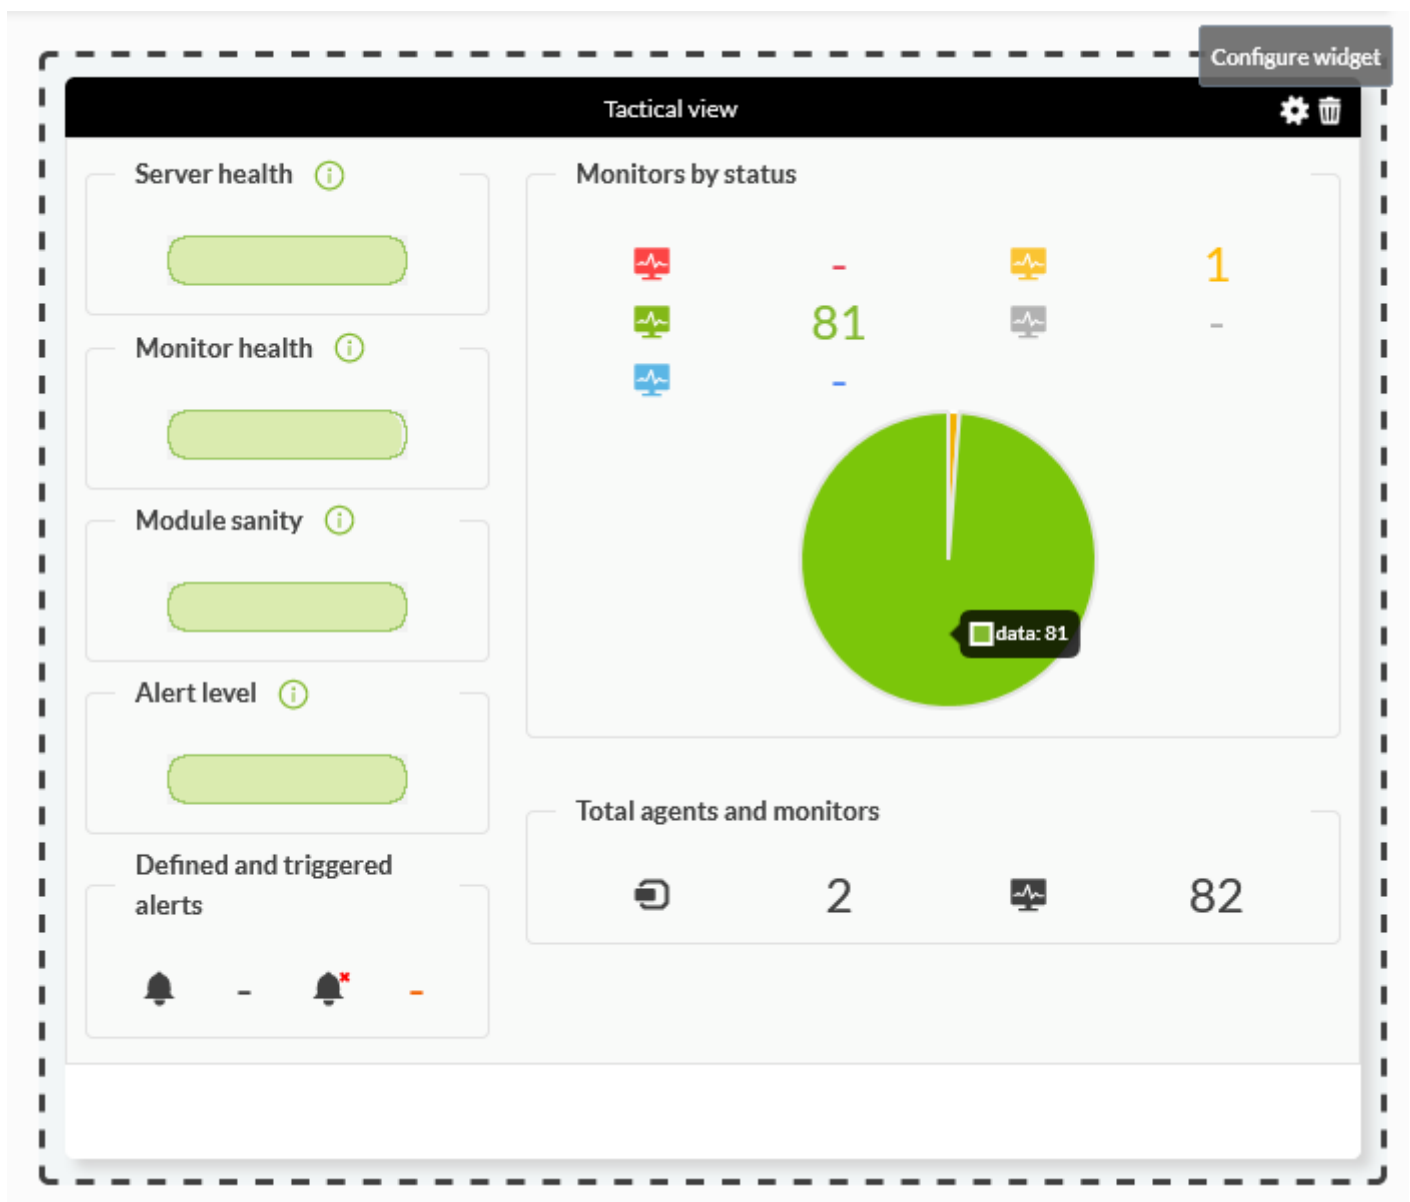 Configure widget
Tactical view
Server health
Monitor health
Module sanity
Alert level
Defined and triggered
alerts
- -
Monitors by status
- 1
81 -
-
data: 81
Total agents and monitors
2 82